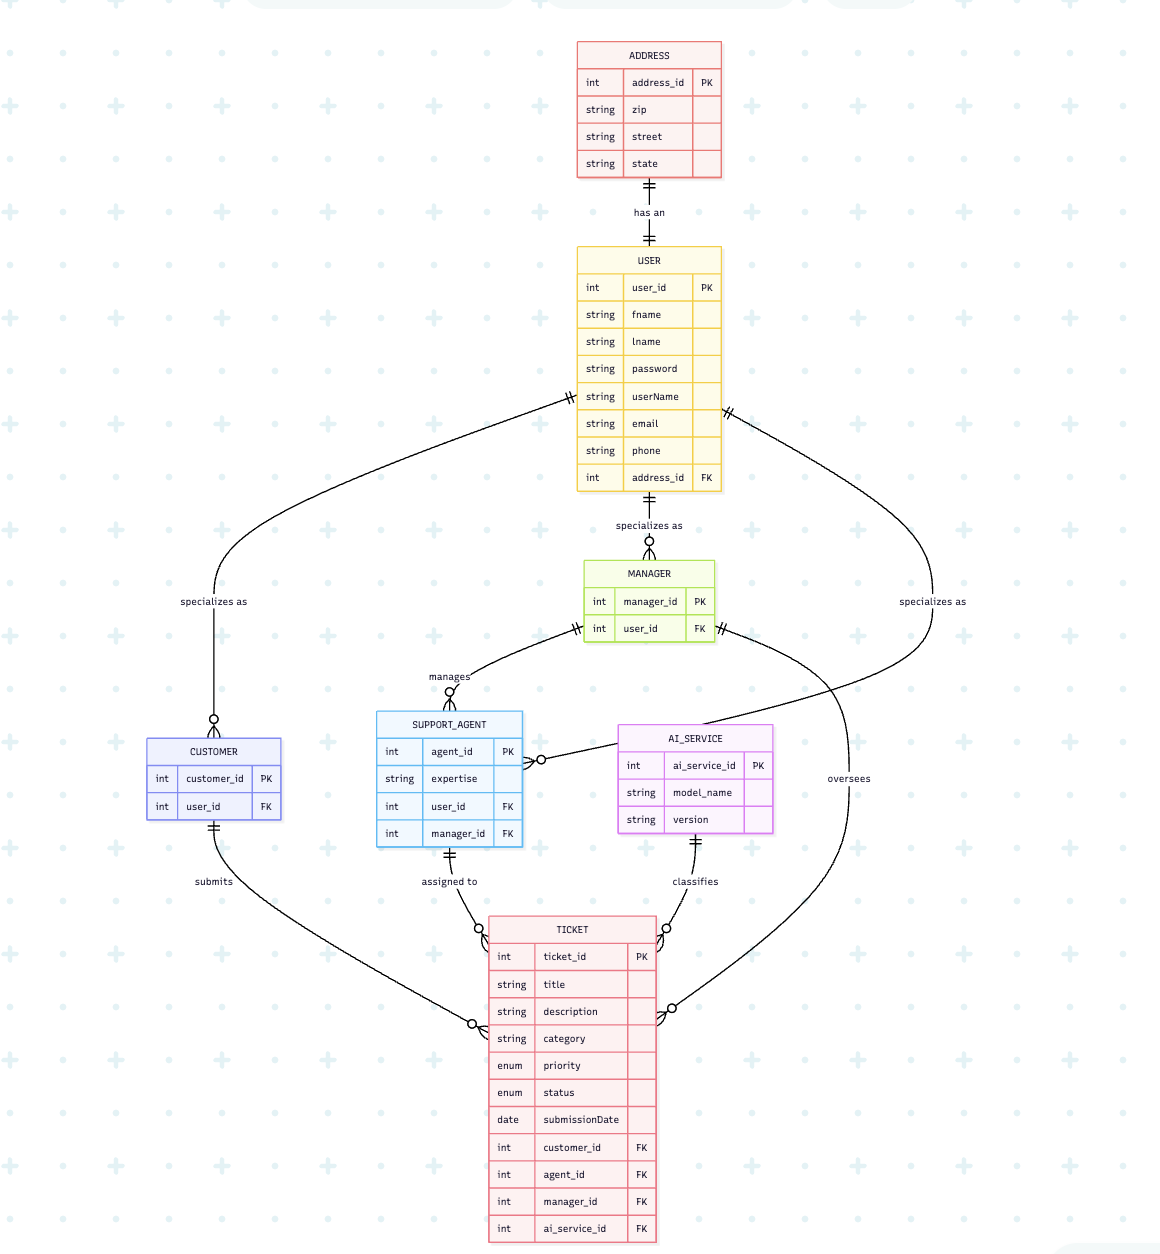 ADDRESS
int address_id PK
string zip
string street
string state
has an
USER
int user_id PK
string fname
string lname
string password
string userName
string email
string phone
int address_id FK
specializes as
MANAGER
int manager_id PK
int user_id FK
specializes as
specializes as
manages
SUPPORT_AGENT
int agent_id PK
string expertise
int user_id FK
int manager_id FK
AI_SERVICE
int ai_service_id PK
string model_name
string version
CUSTOMER
int customer_id PK
int user_id FK
oversees
submits
assigned to
classifies
TICKET
int ticket_id PK
string title
string description
string category
enum priority
enum status
date submissionDate
int customer_id FK
int agent_id FK
int manager_id FK
int ai_service_id FK